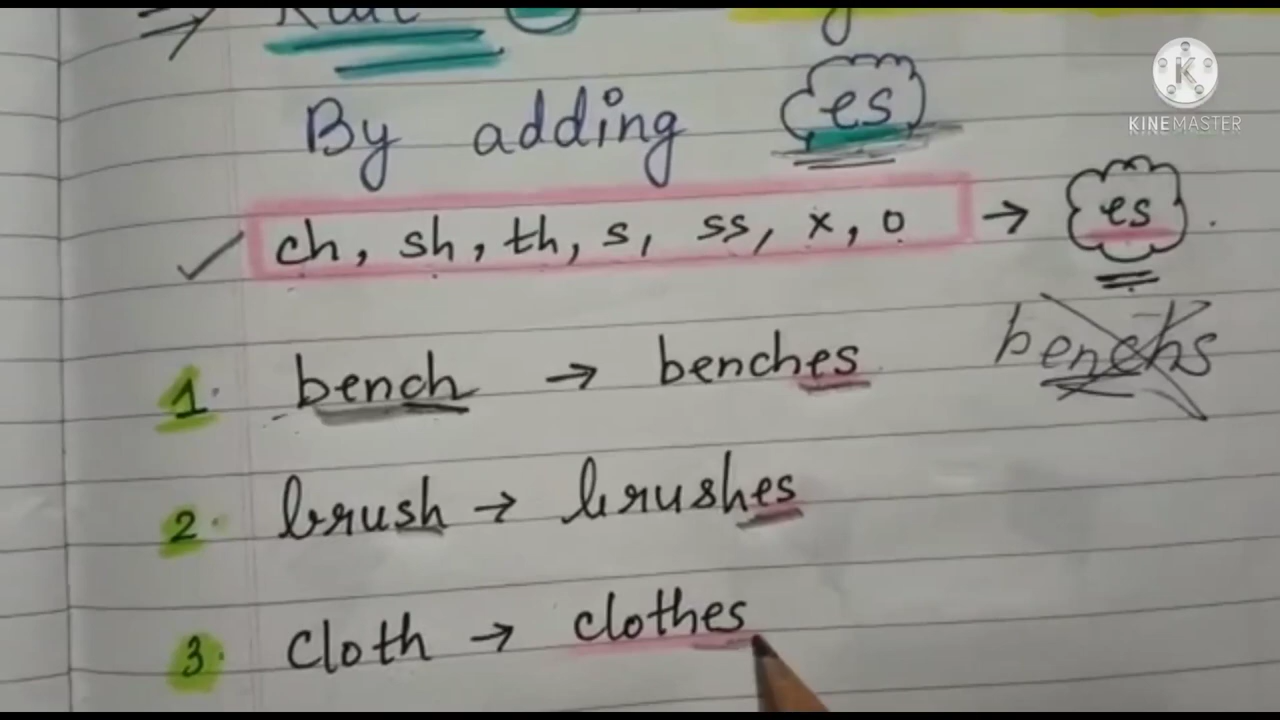 ⇒ Rule
By adding es
KINEMASTER
✓ ch, sh, th, s, ss, x, o → es.
1. bench → benches benchs
2. brush → brushes
3. cloth → clothes